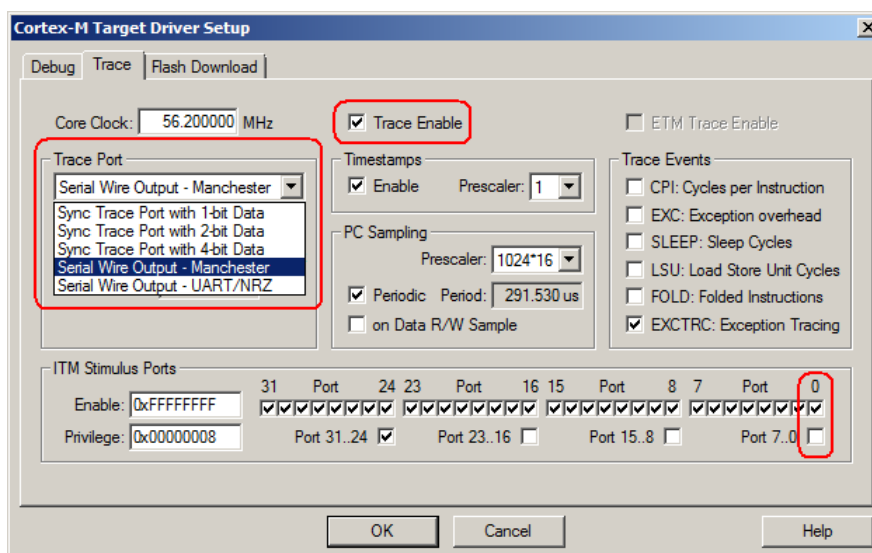 Cortex-M Target Driver Setup
Debug Trace Flash Download
Core Clock: 56.200000 MHz
Trace Enable
ETM Trace Enable
Trace Port
Serial Wire Output - Manchester
Sync Trace Port with 1-bit Data
Sync Trace Port with 2-bit Data
Sync Trace Port with 4-bit Data
Serial Wire Output - Manchester
Serial Wire Output - UART/NRZ
Timestamps
Enable Prescaler: 1
PC Sampling
Prescaler: 1024*16
Periodic Period: 291.530 us
on Data R/W Sample
Trace Events
CPI: Cycles per Instruction
EXC: Exception overhead
SLEEP: Sleep Cycles
LSU: Load Store Unit Cycles
FOLD: Folded Instructions
EXCTRC: Exception Tracing
ITM Stimulus Ports
31 Port 24 23 Port 16 15 Port 8 7 Port 0
Enable: 0xFFFFFFFF
Privilege: 0x00000008 Port 31..24 Port 23..16 Port 15..8 Port 7..0
OK Cancel Help